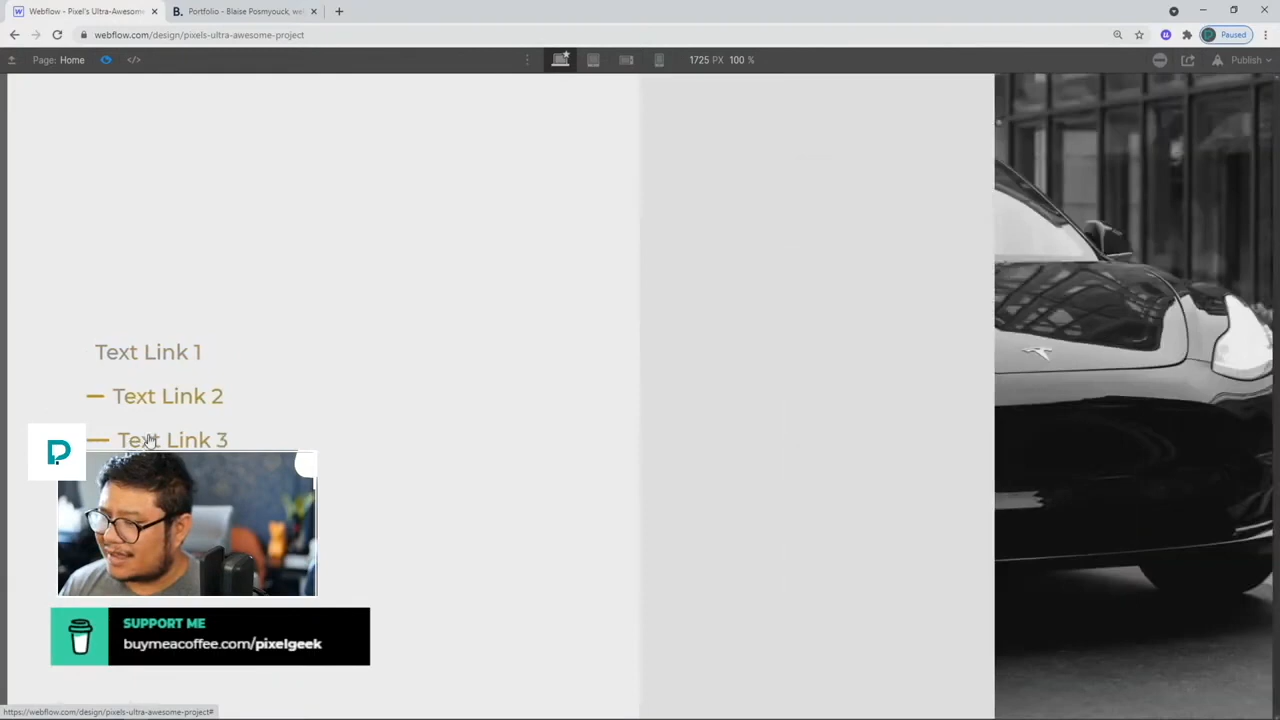 Webflow - Pixel's Ultra-Awesome
Portfolio - Blaise Posmyouck, we
webflow.com/design/pixels-ultra-awesome-project
Paused
Page: Home
1725 PX 100 %
Publish
Text Link 1
Text Link 2
Text Link 3
SUPPORT ME
buymeacoffee.com/pixelgeek
https://webflow.com/design/pixels-ultra-awesome-project#